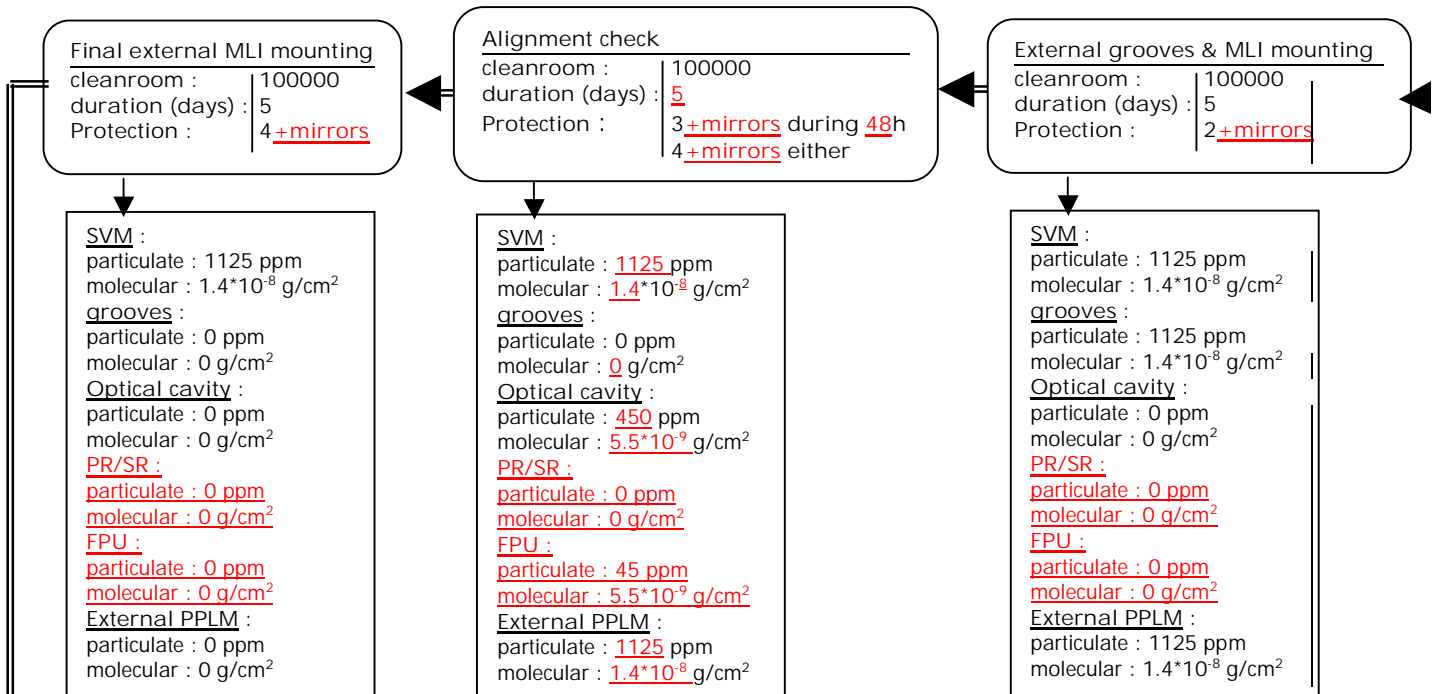 Final external MLI mounting
cleanroom : 100000
duration (days) : 5
Protection : 4 +mirrors
SVM :
particulate : 1125 ppm
molecular : 1.4*10⁻⁸ g/cm²
grooves :
particulate : 0 ppm
molecular : 0 g/cm²
Optical cavity :
particulate : 0 ppm
molecular : 0 g/cm²
PR/SR :
particulate : 0 ppm
molecular : 0 g/cm²
FPU :
particulate : 0 ppm
molecular : 0 g/cm²
External PPLM :
particulate : 0 ppm
molecular : 0 g/cm²
Alignment check
cleanroom : 100000
duration (days) : 5
Protection : 3 +mirrors during 48h
4 +mirrors either
SVM :
particulate : 1125 ppm
molecular : 1.4*10⁻⁸ g/cm²
grooves :
particulate : 0 ppm
molecular : 0 g/cm²
Optical cavity :
particulate : 450 ppm
molecular : 5.5*10⁻⁹ g/cm²
PR/SR :
particulate : 0 ppm
molecular : 0 g/cm²
FPU :
particulate : 45 ppm
molecular : 5.5*10⁻⁹ g/cm²
External PPLM :
particulate : 1125 ppm
molecular : 1.4*10⁻⁸ g/cm²
External grooves & MLI mounting
cleanroom : 100000
duration (days) : 5
Protection : 2 +mirrors
SVM :
particulate : 1125 ppm
molecular : 1.4*10⁻⁸ g/cm²
grooves :
particulate : 1125 ppm
molecular : 1.4*10⁻⁸ g/cm²
Optical cavity :
particulate : 0 ppm
molecular : 0 g/cm²
PR/SR :
particulate : 0 ppm
molecular : 0 g/cm²
FPU :
particulate : 0 ppm
molecular : 0 g/cm²
External PPLM :
particulate : 1125 ppm
molecular : 1.4*10⁻⁸ g/cm²